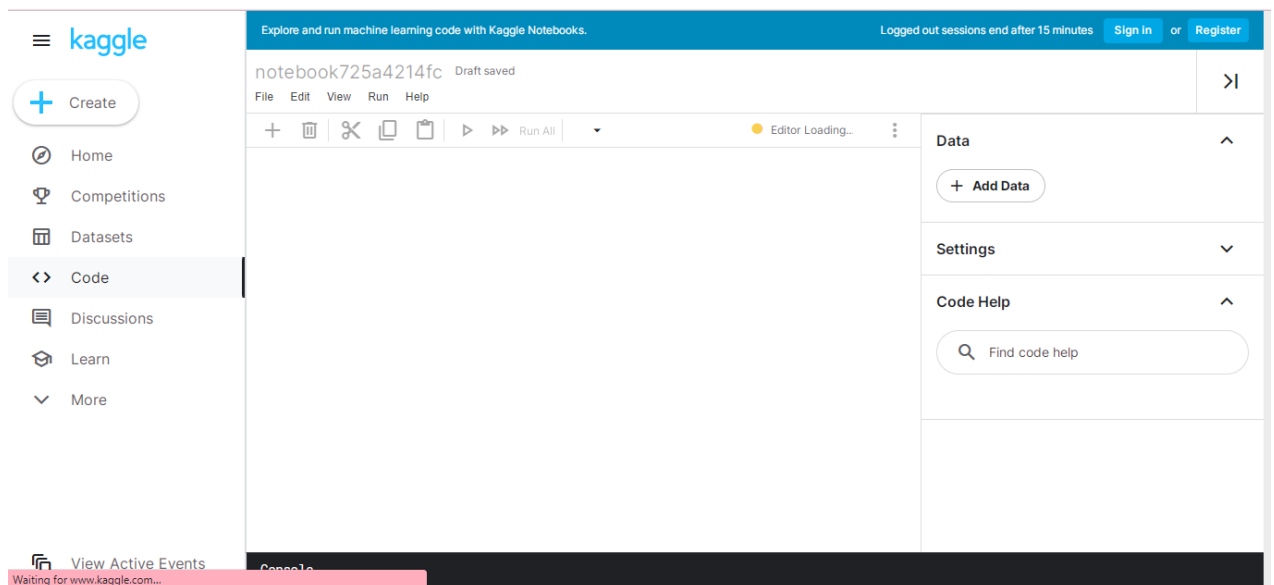 kaggle
Explore and run machine learning code with Kaggle Notebooks.
Logged out sessions end after 15 minutes
Sign in
or
Register
notebook725a4214fc
Draft saved
File Edit View Run Help
Create
Run All
Editor Loading..
Home
Competitions
Datasets
Code
Discussions
Learn
More
View Active Events
Data
+ Add Data
Settings
Code Help
Find code help
Console
Waiting for www.kaggle.com...